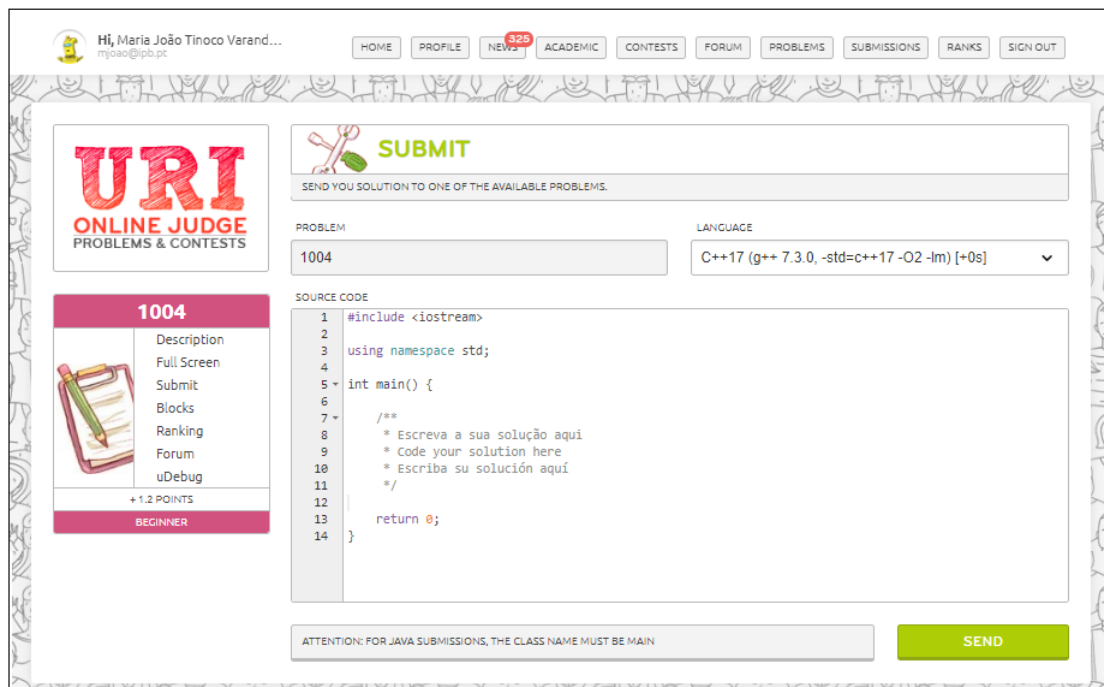 Hi, Maria João Tinoco Varand...
mjoao@ipb.pt
HOME
PROFILE
NEWS
325
ACADEMIC
CONTESTS
FORUM
PROBLEMS
SUBMISSIONS
RANKS
SIGN OUT
URI
ONLINE JUDGE
PROBLEMS & CONTESTS
SUBMIT
SEND YOU SOLUTION TO ONE OF THE AVAILABLE PROBLEMS.
PROBLEM
LANGUAGE
1004
C++17 (g++ 7.3.0, -std=c++17 -O2 -lm) [+0s]
1004
Description
Full Screen
Submit
Blocks
Ranking
Forum
uDebug
+ 1.2 POINTS
BEGINNER
SOURCE CODE
1 #include <iostream>
2
3 using namespace std;
4
5 int main() {
6
7 /**
8 * Escreva a sua solução aqui
9 * Code your solution here
10 * Escriba su solución aquí
11 */
12
13 return 0;
14 }
ATTENTION: FOR JAVA SUBMISSIONS, THE CLASS NAME MUST BE MAIN
SEND